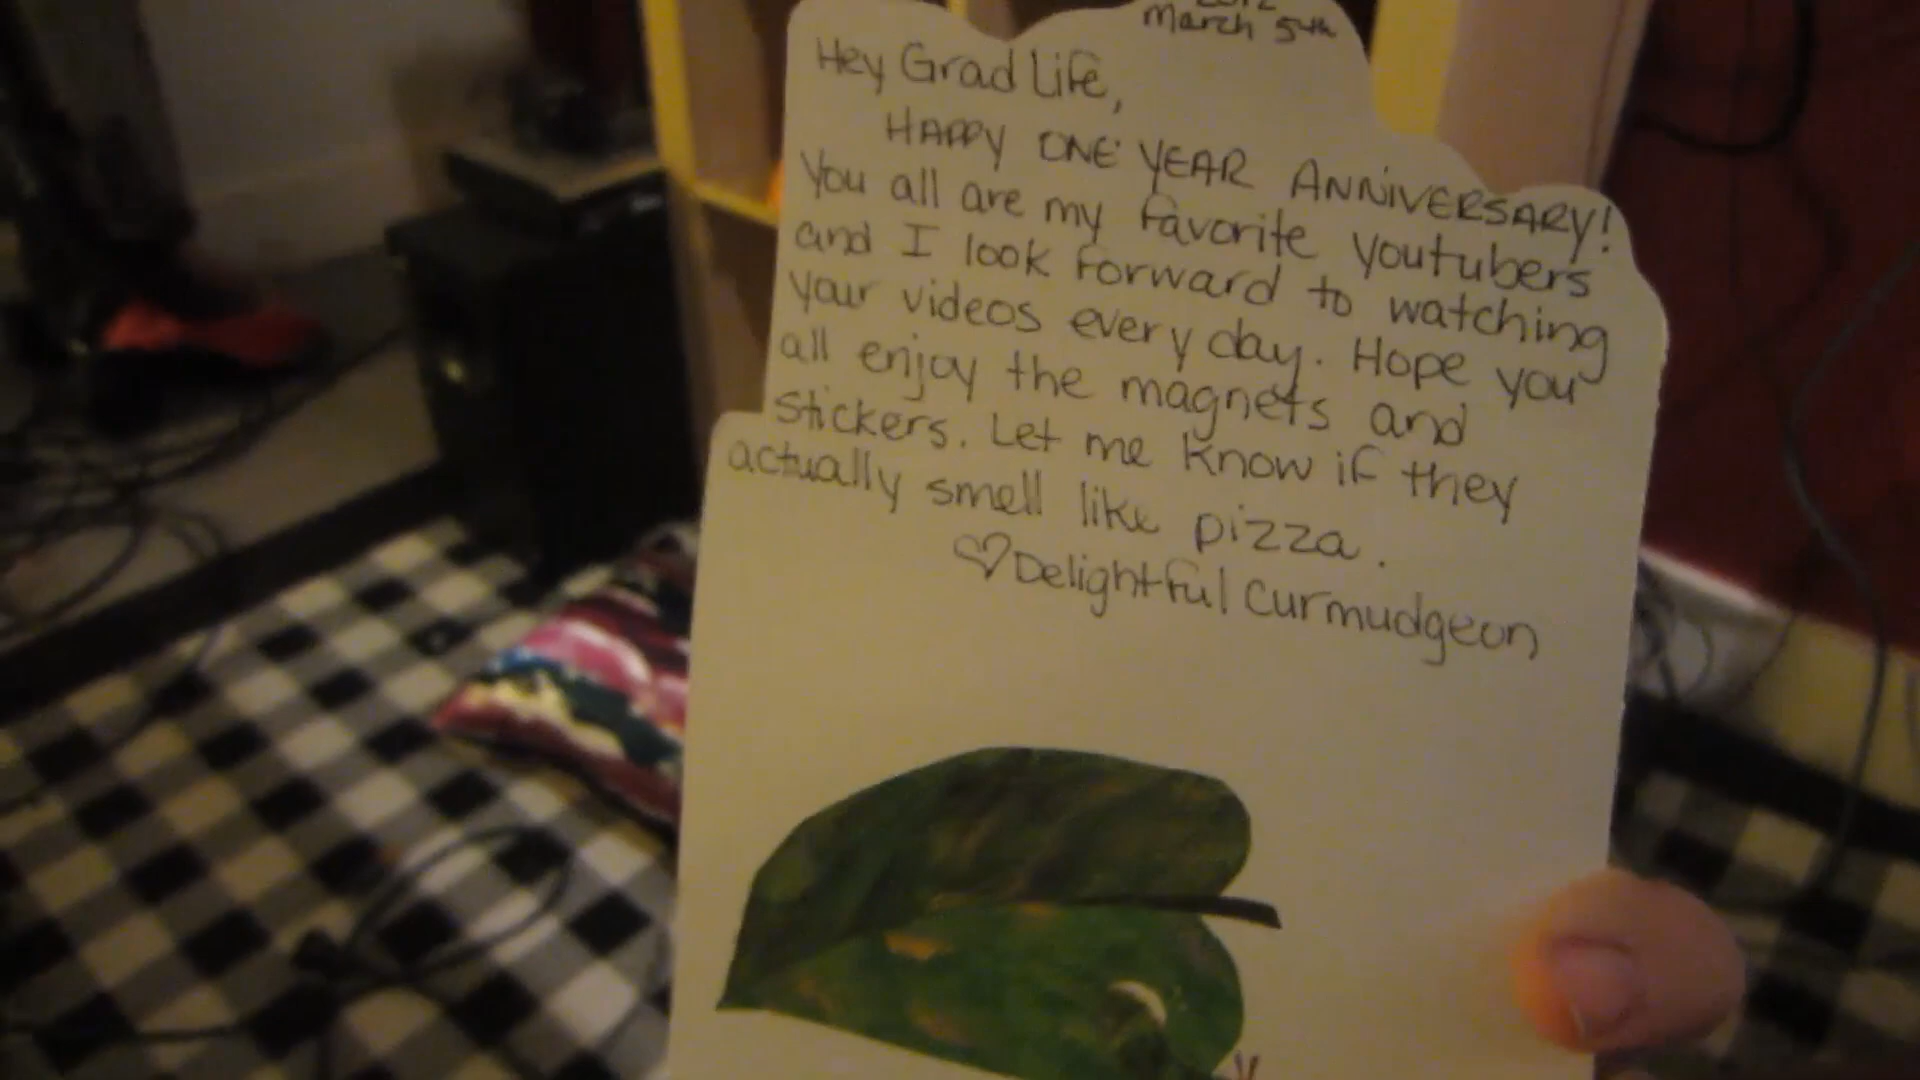 2012
March 5th
Hey Grad Life,
HAPPY ONE YEAR ANNIVERSARY!
You all are my favorite youtubers
and I look forward to watching
your videos every day. Hope you
all enjoy the magnets and
stickers. Let me know if they
actually smell like pizza.
♡Delightful Curmudgeon